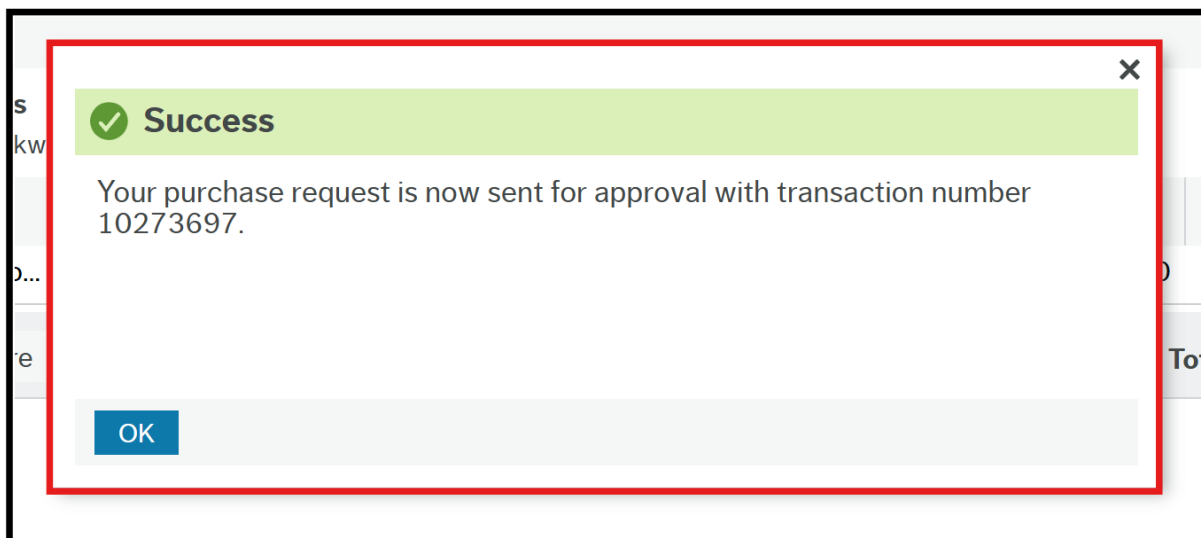 Success
Your purchase request is now sent for approval with transaction number
10273697.
OK